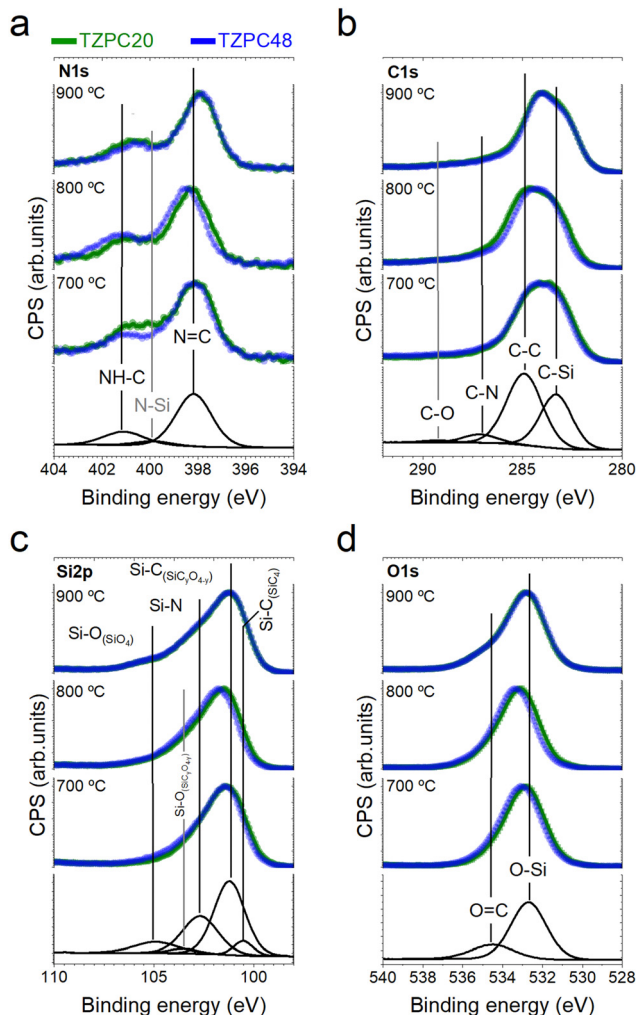 a
TZPC20 TZPC48
N1s
900 ºC
800 ºC
700 ºC
N=C
NH-C
N-Si
CPS (arb.units)
404 402 400 398 396 394
Binding energy (eV)
b
C1s
900 ºC
800 ºC
700 ºC
C-C
C-Si
C-N
C-O
CPS (arb.units)
290 285 280
Binding energy (eV)
c
Si2p
Si-C(SiCyO4-y)
900 ºC
Si-N
Si-C(SiC4)
Si-O(SiO4)
800 ºC
Si-O(SiCyO4-y)
700 ºC
CPS (arb.units)
110 105 100
Binding energy (eV)
d
O1s
900 ºC
800 ºC
700 ºC
O-Si
O=C
CPS (arb.units)
540 538 536 534 532 530 528
Binding energy (eV)